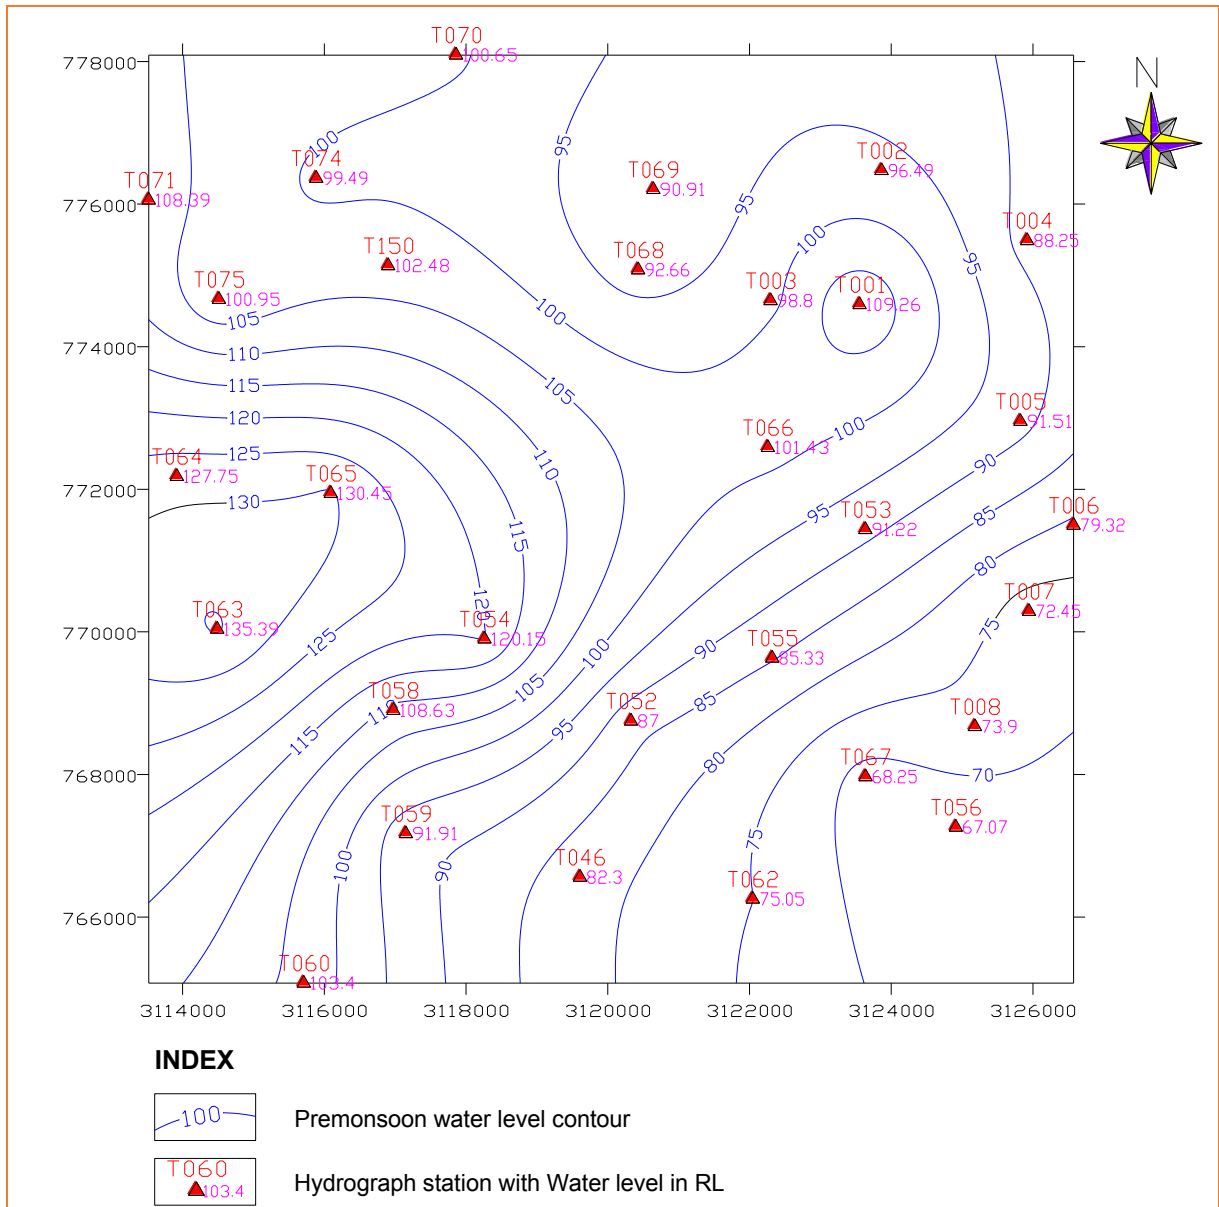 T070
100.65
778000
N
100
95
T074
99.49
T002
96.49
T069
90.91
T071
108.39
776000
95
T004
88.25
100
T150
102.48
T068
92.66
95
T075
100.95
T003
98.8
T001
109.26
105
100
774000
110
115
105
120
T005
91.51
T066
101.43
100
125
T064
127.75
T065
130.45
110
90
772000
130
95
T053
91.22
85
T006
79.32
115
80
T063
135.39
120
T054
120.15
T007
72.45
770000
125
100
90
T055
85.33
75
105
T058
108.63
110
85
T052
87
T008
73.9
95
115
80
T067
68.25
70
768000
T059
91.91
T056
67.07
75
100
90
T046
82.3
T062
75.05
766000
T060
103.4
3114000 3116000 3118000 3120000 3122000 3124000 3126000
INDEX
100 Premonsoon water level contour
T060
103.4 Hydrograph station with Water level in RL